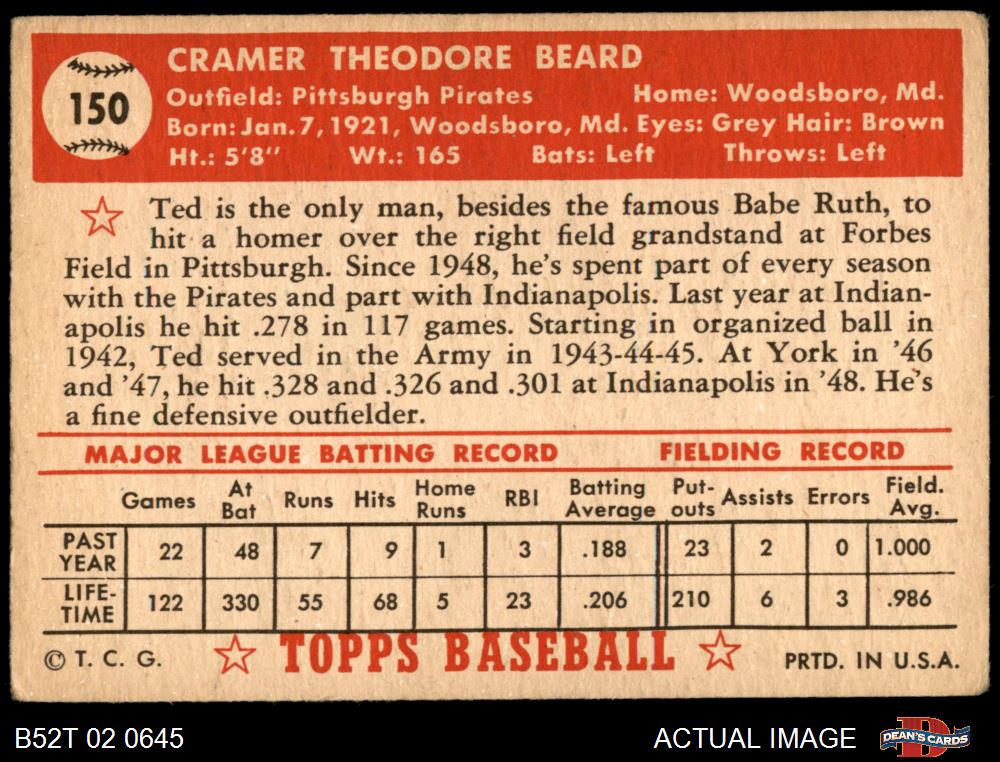 150
CRAMER THEODORE BEARD
Outfield: Pittsburgh Pirates Home: Woodsboro, Md.
Born: Jan. 7, 1921, Woodsboro, Md. Eyes: Grey Hair: Brown
Ht.: 5'8" Wt.: 165 Bats: Left Throws: Left
Ted is the only man, besides the famous Babe Ruth, to
hit a homer over the right field grandstand at Forbes
Field in Pittsburgh. Since 1948, he's spent part of every season
with the Pirates and part with Indianapolis. Last year at Indian-
apolis he hit .278 in 117 games. Starting in organized ball in
1942, Ted served in the Army in 1943-44-45. At York in '46
and '47, he hit .328 and .326 and .301 at Indianapolis in '48. He's
a fine defensive outfielder.
MAJOR LEAGUE BATTING RECORD FIELDING RECORD
Games At Bat Runs Hits Home Runs RBI Batting Average Put-outs Assists Errors Field. Avg.
PAST YEAR 22 48 7 9 1 3 .188 23 2 0 1.000
LIFE-TIME 122 330 55 68 5 23 .206 210 6 3 .986
© T. C. G. TOPPS BASEBALL PRTD. IN U.S.A.
B52T 02 0645 ACTUAL IMAGE D DEAN'S CARDS